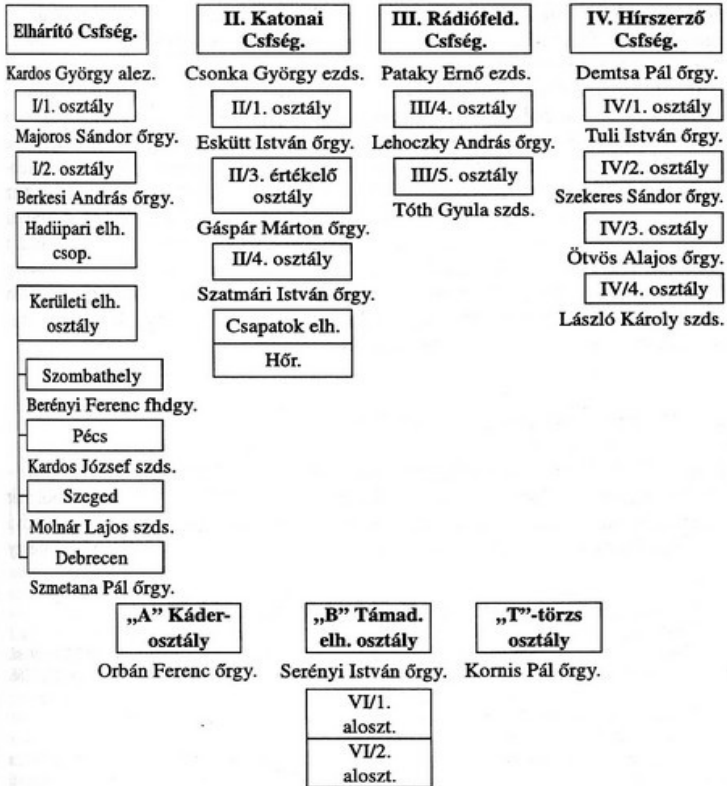 Elhárító Csfség.
Kardos György alez.
I/1. osztály
Majoros Sándor őrgy.
I/2. osztály
Berkesi András őrgy.
Hadiipari elh.
csop.
Kerületi elh.
osztály
Szombathely
Berényi Ferenc fhdgy.
Pécs
Kardos József szds.
Szeged
Molnár Lajos szds.
Debrecen
Szmetana Pál őrgy.
II. Katonai
Csfség.
Csonka György ezds.
II/1. osztály
Eskütt István őrgy.
II/3. értékelő
osztály
Gáspár Márton őrgy.
II/4. osztály
Szatmári István őrgy.
Csapatok elh.
Hőr.
III. Rádiófeld.
Csfség.
Pataky Ernő ezds.
III/4. osztály
Lehoczky András őrgy.
III/5. osztály
Tóth Gyula szds.
IV. Hírszerző
Csfség.
Demtsa Pál őrgy.
IV/1. osztály
Tuli István őrgy.
IV/2. osztály
Szekeres Sándor őrgy.
IV/3. osztály
Ötvös Alajos őrgy.
IV/4. osztály
László Károly szds.
„A” Káder-
osztály
Orbán Ferenc őrgy.
„B” Támad.
elh. osztály
Serényi István őrgy.
VI/1.
aloszt.
VI/2.
aloszt.
„T”-törzs
osztály
Kornis Pál őrgy.